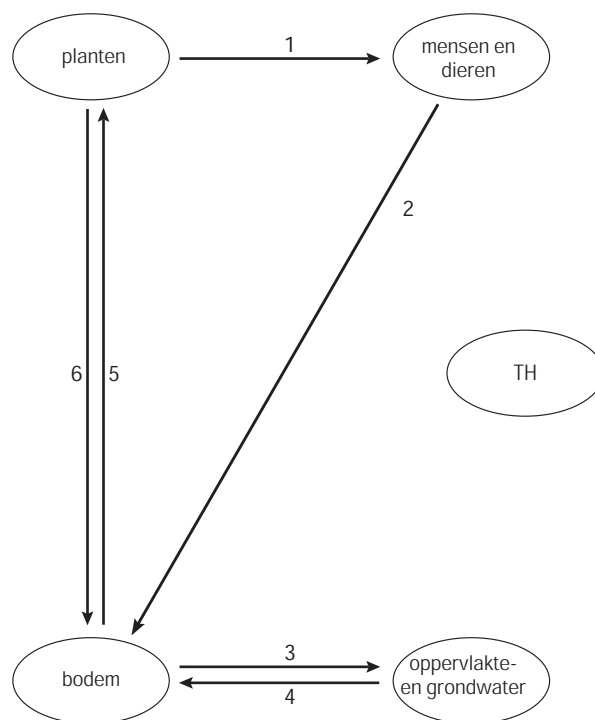 planten
1
mensen en
dieren
2
6
5
TH
bodem
3
4
oppervlakte-
en grondwater